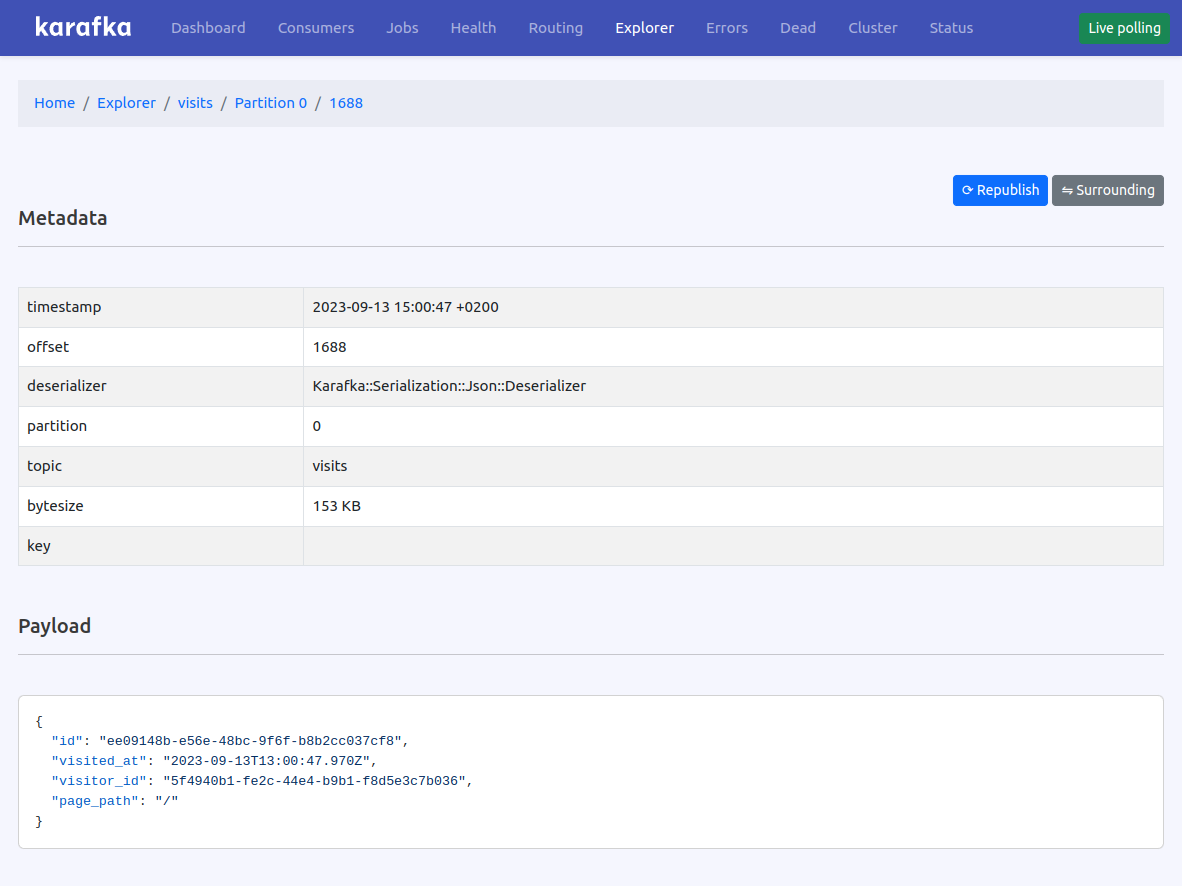 karafka Dashboard Consumers Jobs Health Routing Explorer Errors Dead Cluster Status Live polling
Home / Explorer / visits / Partition 0 / 1688
⟳ Republish ⇋ Surrounding
Metadata
timestamp 2023-09-13 15:00:47 +0200
offset 1688
deserializer Karafka::Serialization::Json::Deserializer
partition 0
topic visits
bytesize 153 KB
key
Payload
{
  "id": "ee09148b-e56e-48bc-9f6f-b8b2cc037cf8",
  "visited_at": "2023-09-13T13:00:47.970Z",
  "visitor_id": "5f4940b1-fe2c-44e4-b9b1-f8d5e3c7b036",
  "page_path": "/"
}